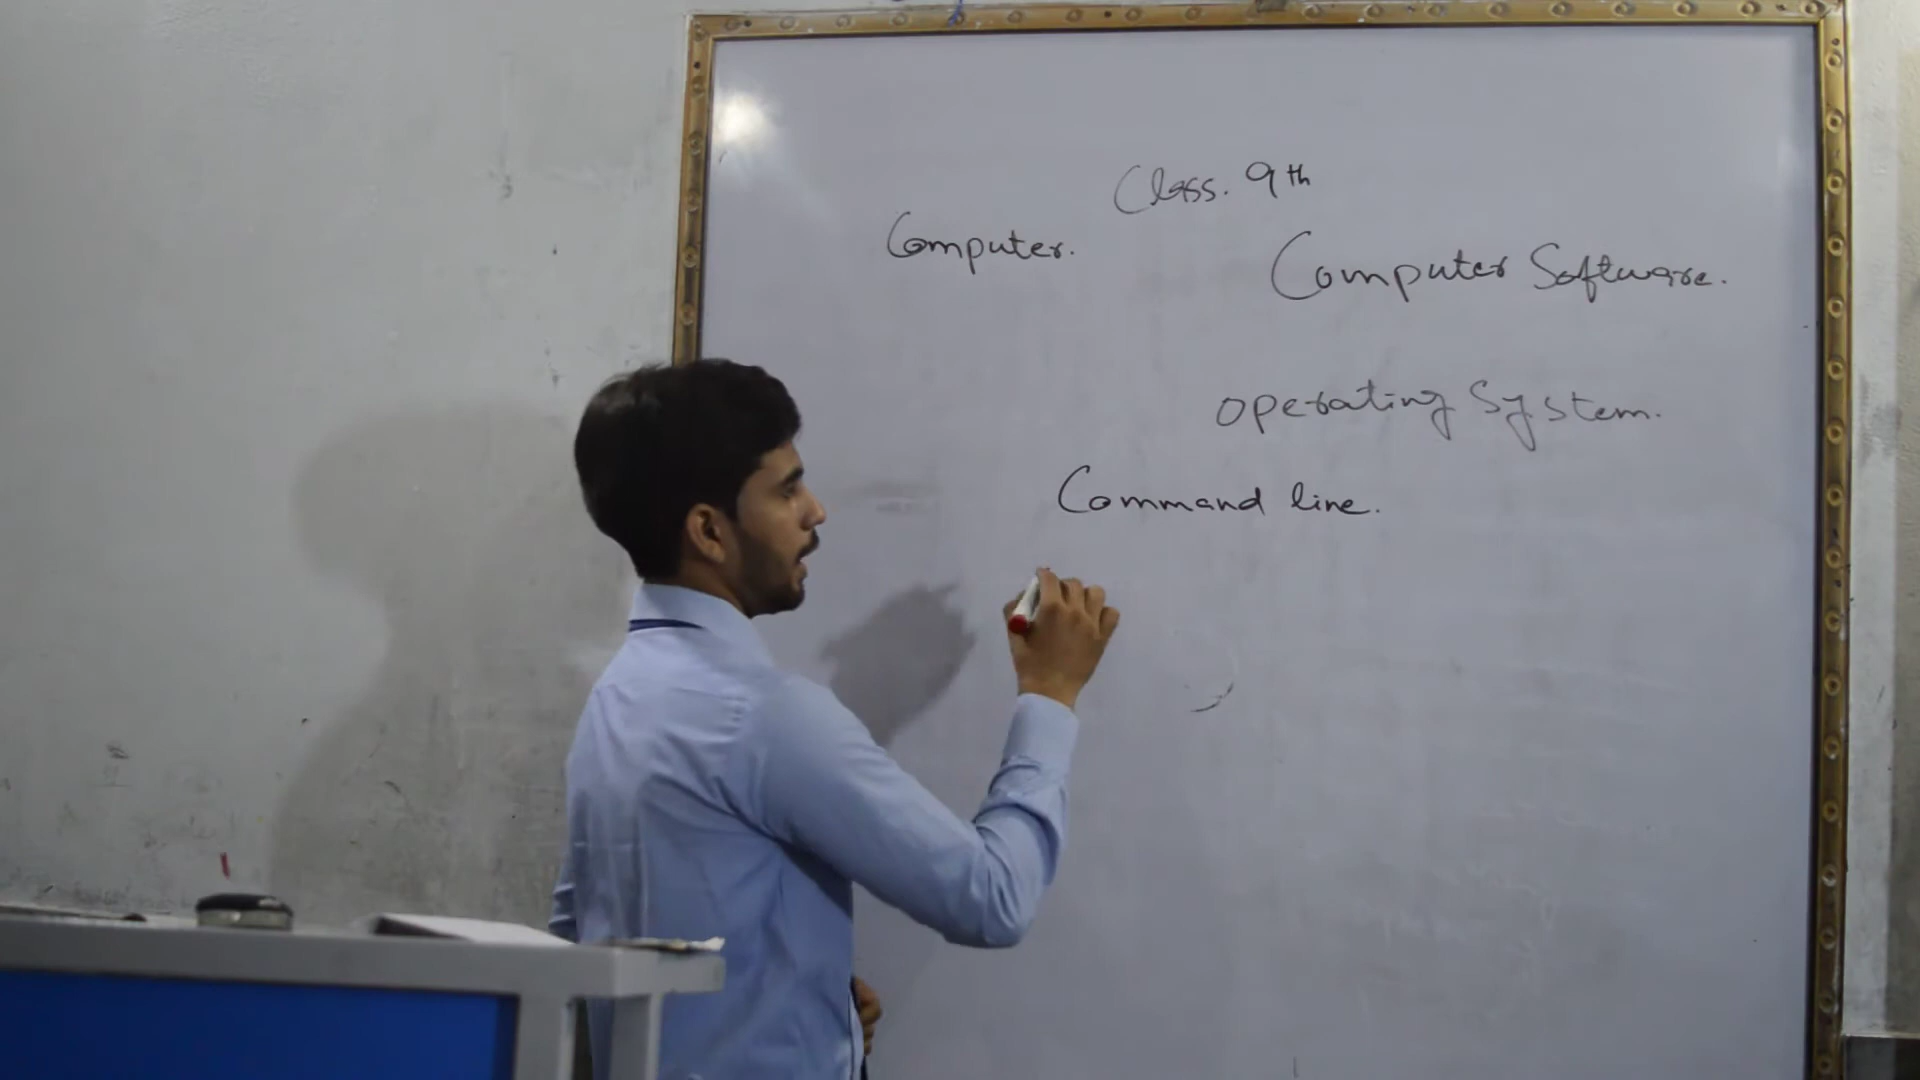 Class. 9th
Computer.
Computer Software.
Operating System.
Command line.